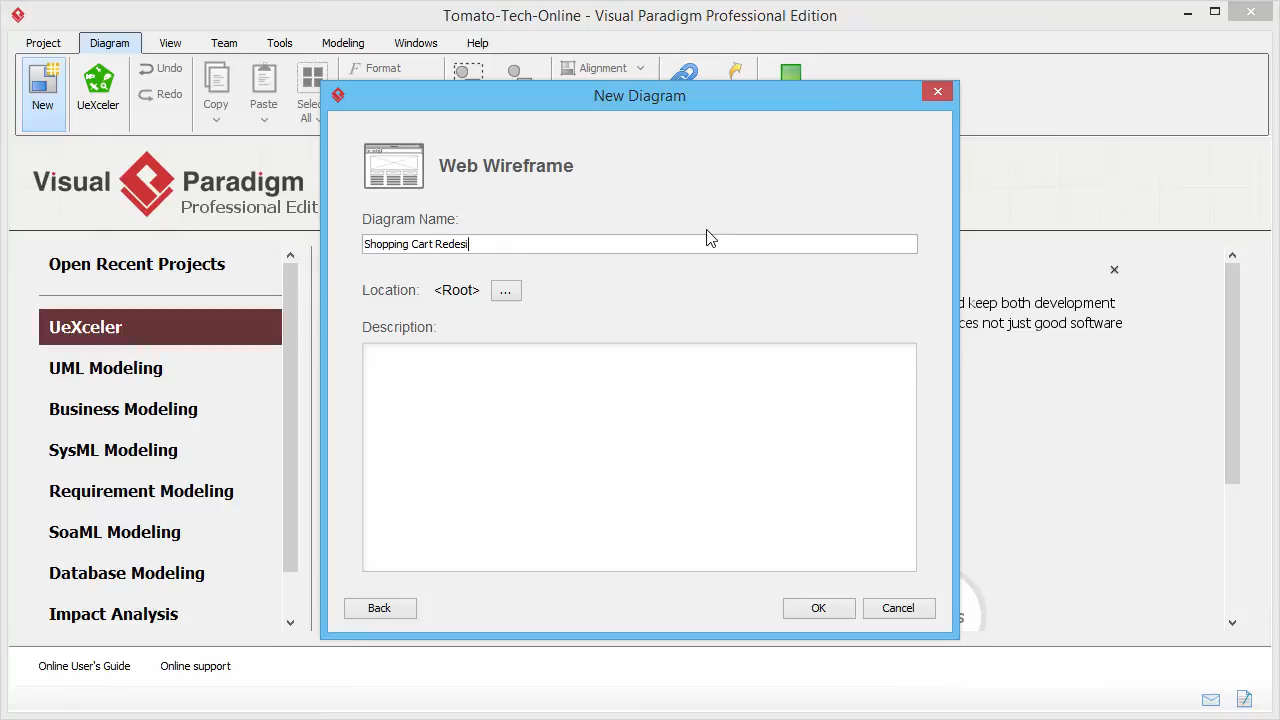 Tomato-Tech-Online - Visual Paradigm Professional Edition
Project Diagram View Team Tools Modeling Windows Help
New
UeXceler
Undo
Redo
Copy
Paste
Selec
All
Format
Alignment
New Diagram
Web Wireframe
Diagram Name:
Shopping Cart Redesi
Location: <Root> ...
Description:
Back OK Cancel
Visual Paradigm
Professional Edit
Open Recent Projects
UeXceler
UML Modeling
Business Modeling
SysML Modeling
Requirement Modeling
SoaML Modeling
Database Modeling
Impact Analysis
d keep both development
ces not just good software
s
Online User's Guide Online support